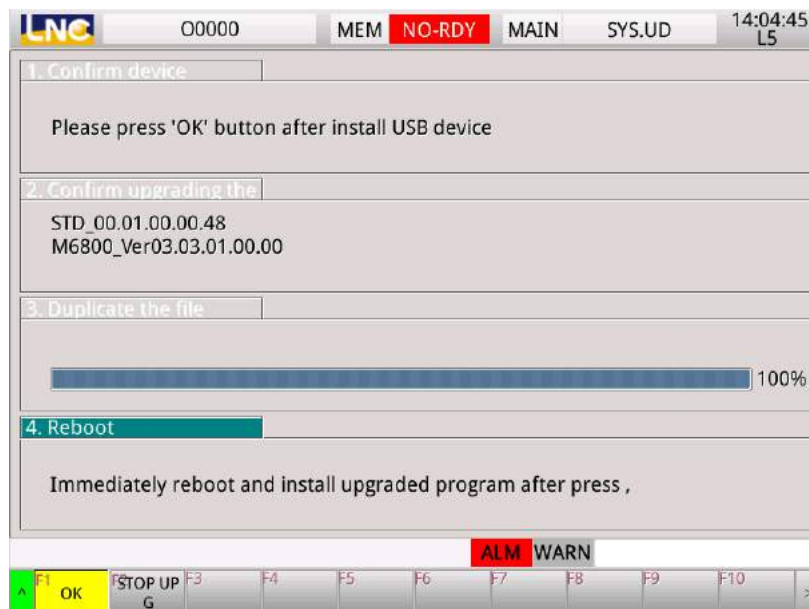 LNC O0000 MEM NO-RDY MAIN SYS.UD 14:04:45
L5
1. Confirm device
Please press 'OK' button after install USB device
2. Confirm upgrading the
STD_00.01.00.00.48
M6800_Ver03.03.01.00.00
3. Duplicate the file
100%
4. Reboot
Immediately reboot and install upgraded program after press ,
ALM WARN
^ F1 OK F2 STOP UP F3 F4 F5 F6 F7 F8 F9 F10
G